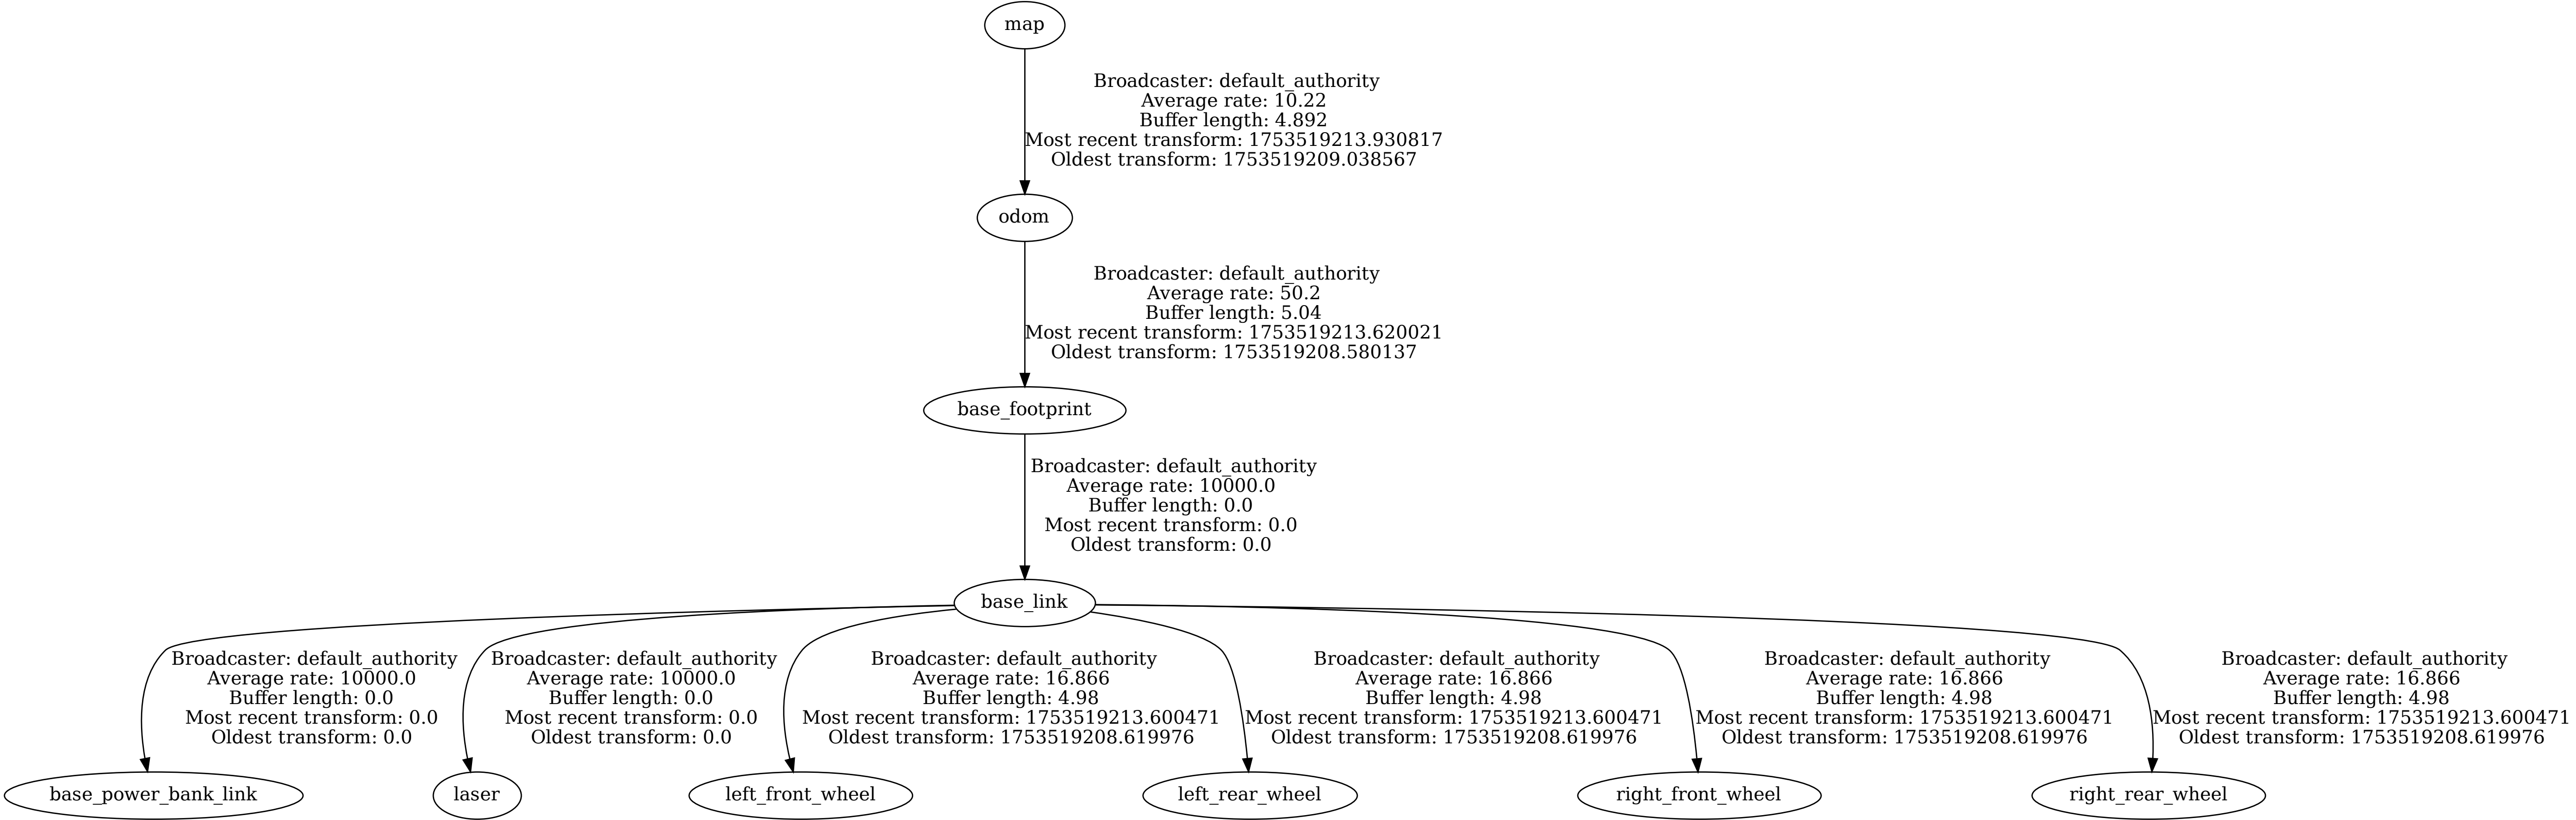 map
Broadcaster: default_authority
Average rate: 10.22
Buffer length: 4.892
Most recent transform: 1753519213.930817
Oldest transform: 1753519209.038567
odom
Broadcaster: default_authority
Average rate: 50.2
Buffer length: 5.04
Most recent transform: 1753519213.620021
Oldest transform: 1753519208.580137
base_footprint
Broadcaster: default_authority
Average rate: 10000.0
Buffer length: 0.0
Most recent transform: 0.0
Oldest transform: 0.0
base_link
Broadcaster: default_authority
Average rate: 10000.0
Buffer length: 0.0
Most recent transform: 0.0
Oldest transform: 0.0
Broadcaster: default_authority
Average rate: 10000.0
Buffer length: 0.0
Most recent transform: 0.0
Oldest transform: 0.0
Broadcaster: default_authority
Average rate: 16.866
Buffer length: 4.98
Most recent transform: 1753519213.600471
Oldest transform: 1753519208.619976
Broadcaster: default_authority
Average rate: 16.866
Buffer length: 4.98
Most recent transform: 1753519213.600471
Oldest transform: 1753519208.619976
Broadcaster: default_authority
Average rate: 16.866
Buffer length: 4.98
Most recent transform: 1753519213.600471
Oldest transform: 1753519208.619976
Broadcaster: default_authority
Average rate: 16.866
Buffer length: 4.98
Most recent transform: 1753519213.600471
Oldest transform: 1753519208.619976
base_power_bank_link
laser
left_front_wheel
left_rear_wheel
right_front_wheel
right_rear_wheel